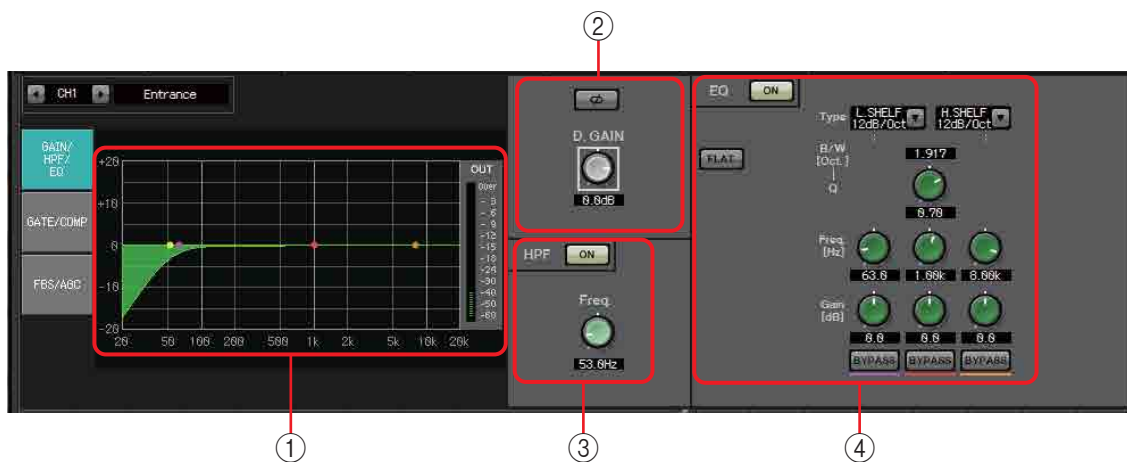 ②
CH1 Entrance
GAIN/
HPF/
EQ
GATE/COMP
FBS/AGC
+20
+10
0
-10
-20
20 50 100 200 500 1k 2k 5k 10k 20k
OUT
Over
-3
-6
-9
-12
-15
-18
-24
-30
-40
-50
-60
Ø
D. GAIN
0.0dB
HPF ON
Freq.
53.0Hz
EQ ON
FLAT
Type L.SHELF 12dB/Oct H.SHELF 12dB/Oct
B/W
[Oct.]
Q
1.917
0.70
Freq.
[Hz]
63.0 1.00k 8.00k
Gain
[dB]
0.0 0.0 0.0
BYPASS BYPASS BYPASS
① ③ ④